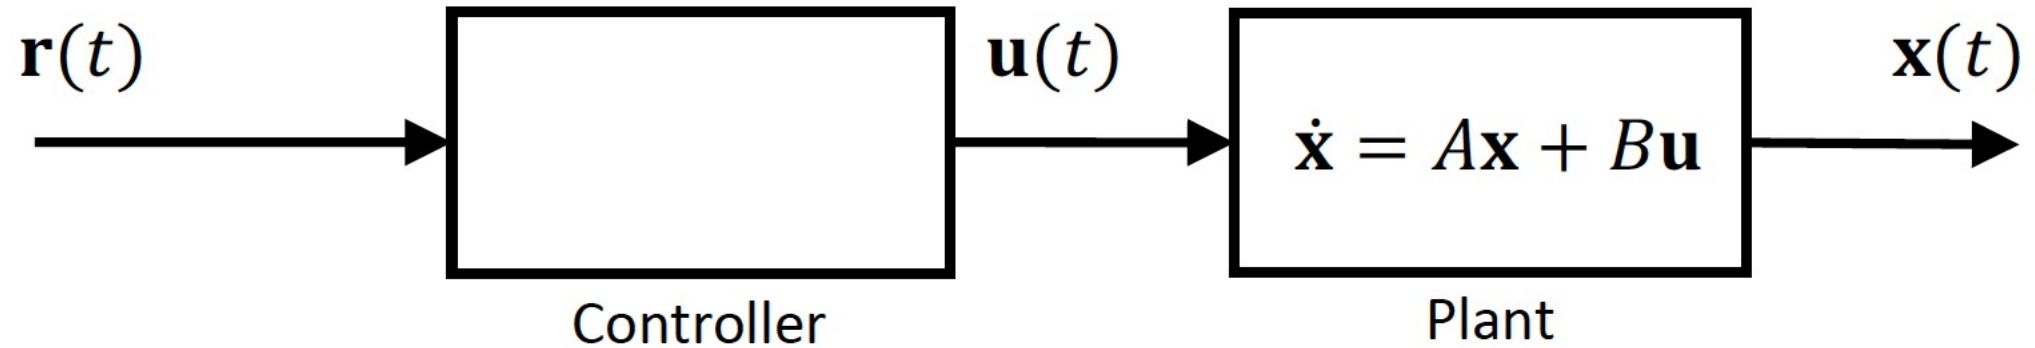 𝐫(𝑡)
𝐮(𝑡)
𝐱(𝑡)
𝐱̇ = 𝐴𝐱 + 𝐵𝐮
Controller
Plant